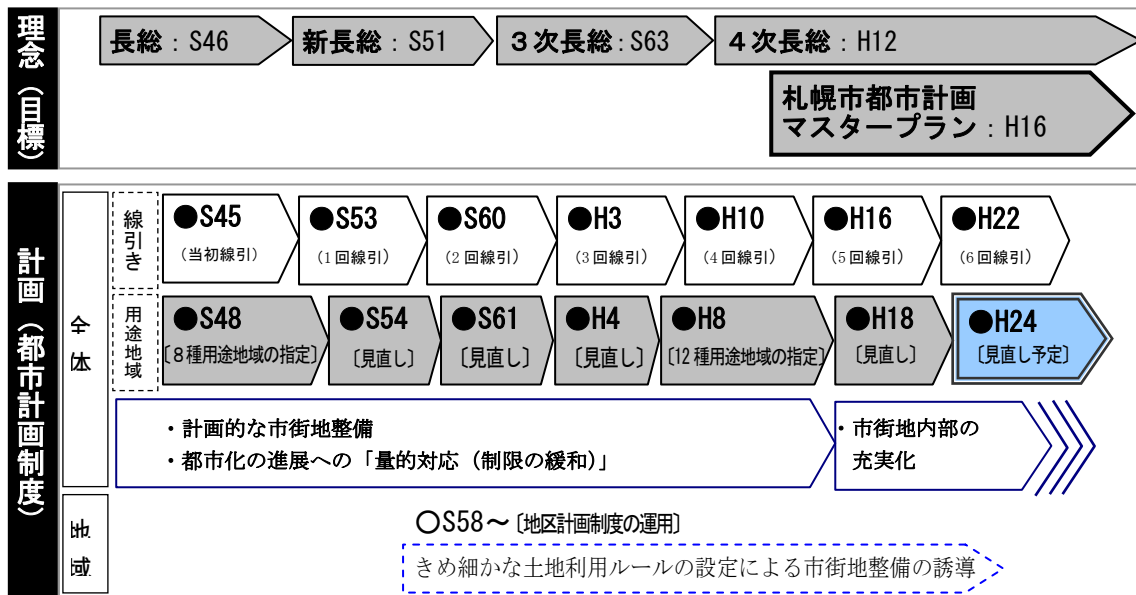 理念（目標）
長総：S46
新長総：S51
３次長総：S63
４次長総：H12
札幌市都市計画
マスタープラン：H16
計画（都市計画制度）
全体
線引き
●S45
（当初線引）
●S53
（1回線引）
●S60
（2回線引）
●H3
（3回線引）
●H10
（4回線引）
●H16
（5回線引）
●H22
（6回線引）
用途地域
●S48
〔8種用途地域の指定〕
●S54
〔見直し〕
●S61
〔見直し〕
●H4
〔見直し〕
●H8
〔12種用途地域の指定〕
●H18
〔見直し〕
●H24
〔見直し予定〕
・計画的な市街地整備
・都市化の進展への「量的対応（制限の緩和）」
・市街地内部の
充実化
地域
○S58～〔地区計画制度の運用〕
きめ細かな土地利用ルールの設定による市街地整備の誘導